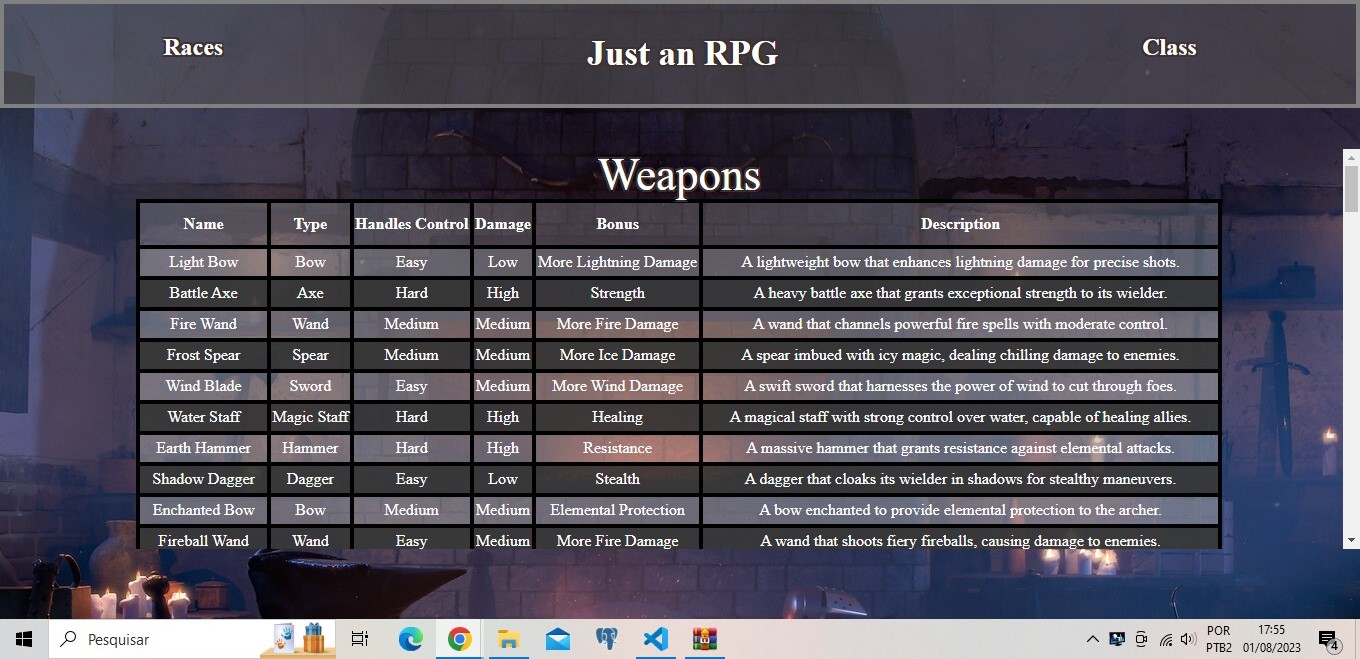 Races Just an RPG Class
Weapons
Name Type Handles Control Damage Bonus Description
Light Bow Bow Easy Low More Lightning Damage A lightweight bow that enhances lightning damage for precise shots.
Battle Axe Axe Hard High Strength A heavy battle axe that grants exceptional strength to its wielder.
Fire Wand Wand Medium Medium More Fire Damage A wand that channels powerful fire spells with moderate control.
Frost Spear Spear Medium Medium More Ice Damage A spear imbued with icy magic, dealing chilling damage to enemies.
Wind Blade Sword Easy Medium More Wind Damage A swift sword that harnesses the power of wind to cut through foes.
Water Staff Magic Staff Hard High Healing A magical staff with strong control over water, capable of healing allies.
Earth Hammer Hammer Hard High Resistance A massive hammer that grants resistance against elemental attacks.
Shadow Dagger Dagger Easy Low Stealth A dagger that cloaks its wielder in shadows for stealthy maneuvers.
Enchanted Bow Bow Medium Medium Elemental Protection A bow enchanted to provide elemental protection to the archer.
Fireball Wand Wand Easy Medium More Fire Damage A wand that shoots fiery fireballs, causing damage to enemies.
Pesquisar POR 17:55
PTB2 01/08/2023 4